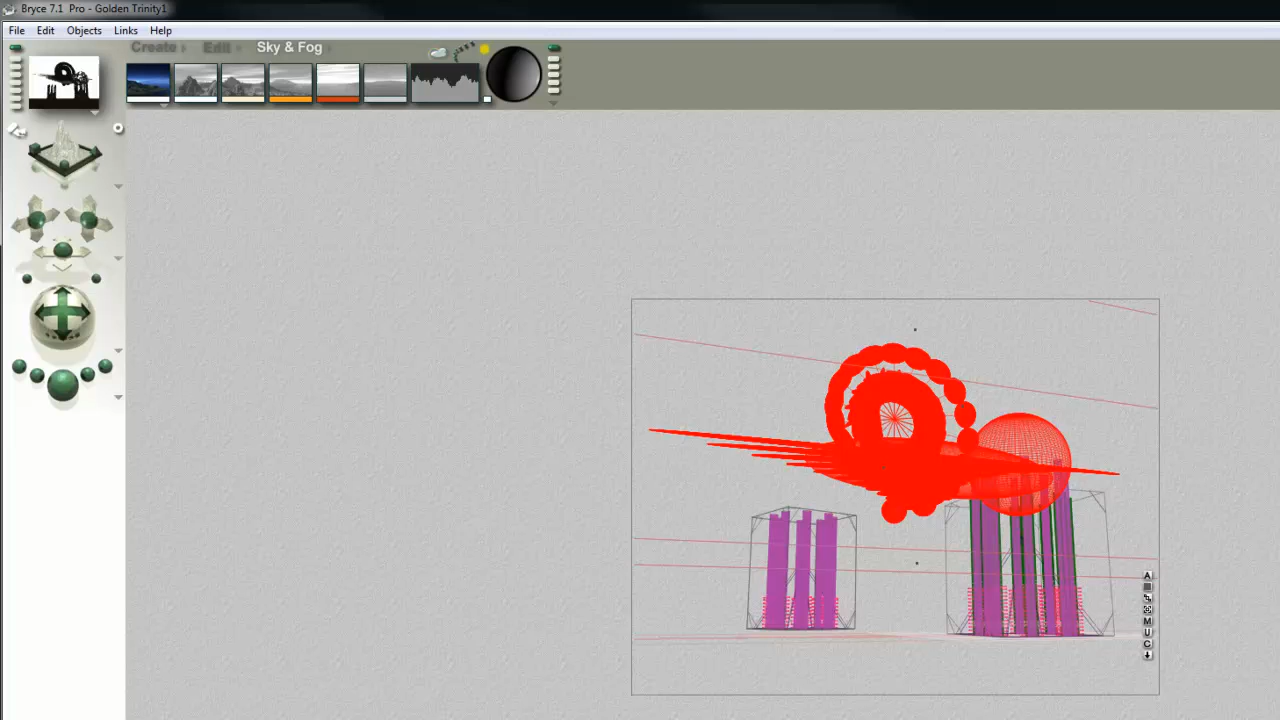 Bryce 7.1 Pro - Golden Trinity1
File Edit Objects Links Help
Create Edit Sky & Fog
A
M
U
C